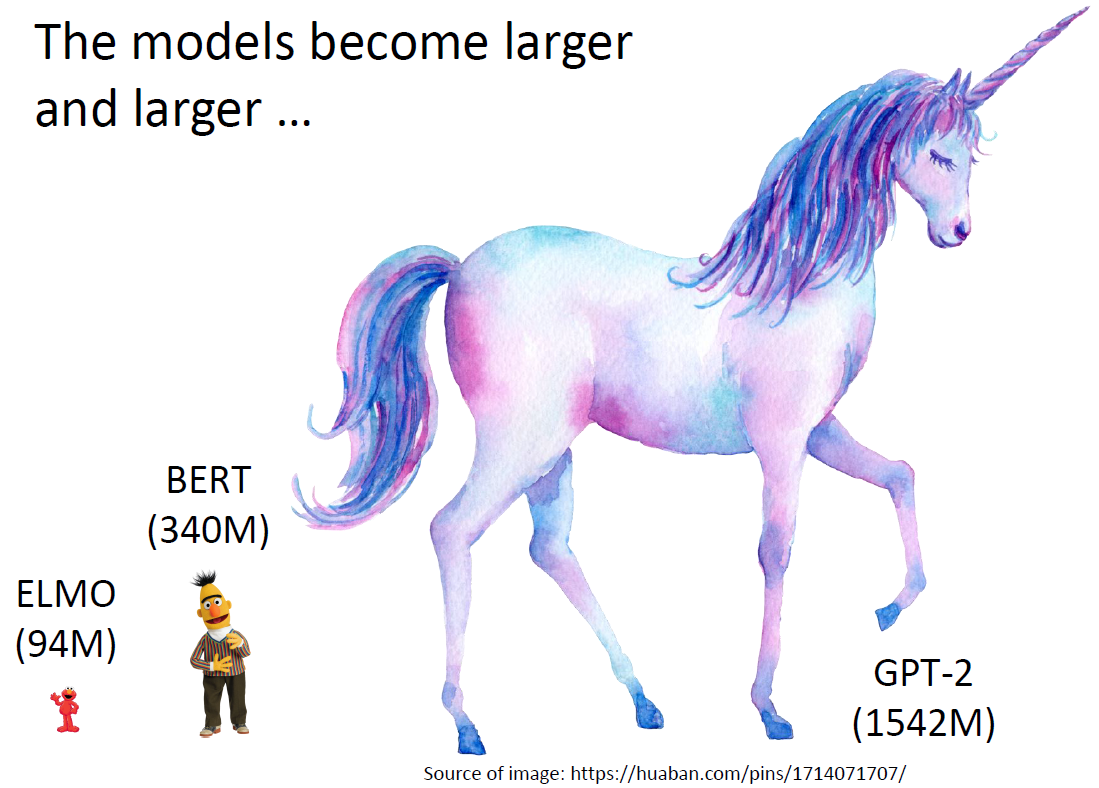 The models become larger
and larger ...
BERT
(340M)
ELMO
(94M)
GPT-2
(1542M)
Source of image: https://huaban.com/pins/1714071707/